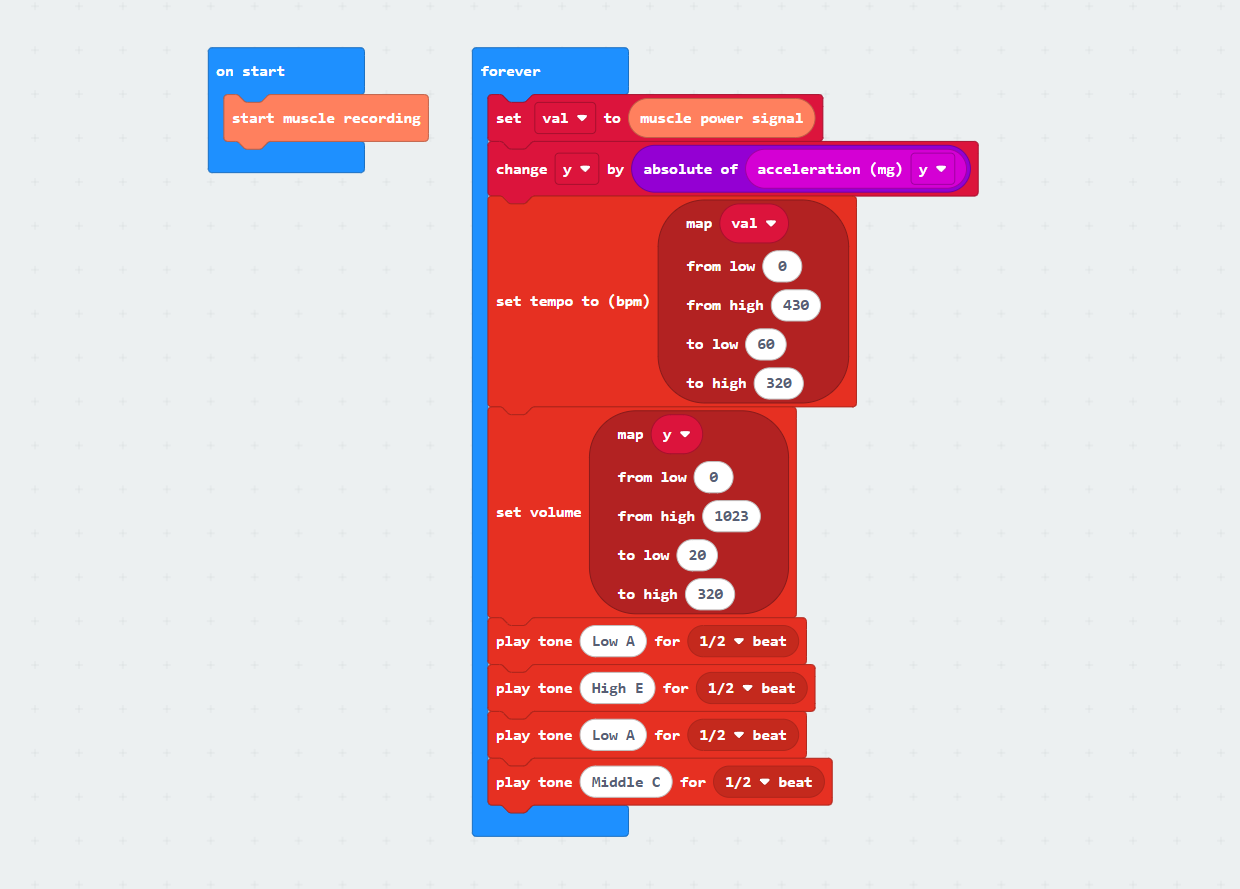 on start
start muscle recording
forever
set val to muscle power signal
change y by absolute of acceleration (mg) y
set tempo to (bpm) map val
from low 0
from high 430
to low 60
to high 320
set volume map y
from low 0
from high 1023
to low 20
to high 320
play tone Low A for 1/2 beat
play tone High E for 1/2 beat
play tone Low A for 1/2 beat
play tone Middle C for 1/2 beat